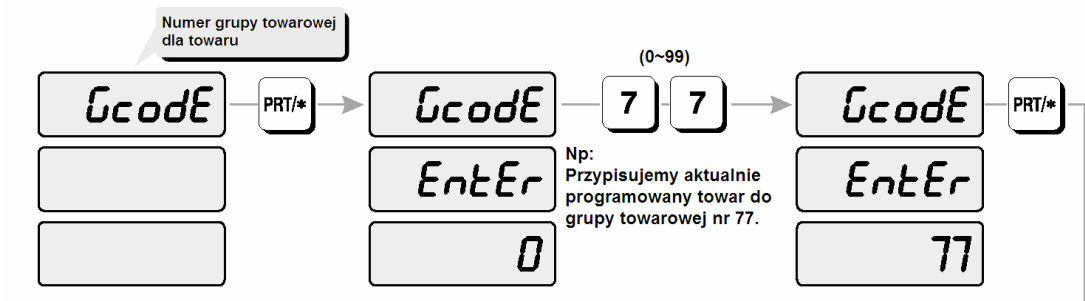 Numer grupy towarowej
dla towaru
(0~99)
GcodE
PRT/*
GcodE
7
7
GcodE
PRT/*
EntEr
Np:
Przypisujemy aktualnie
programowany towar do
grupy towarowej nr 77.
EntEr
0
77